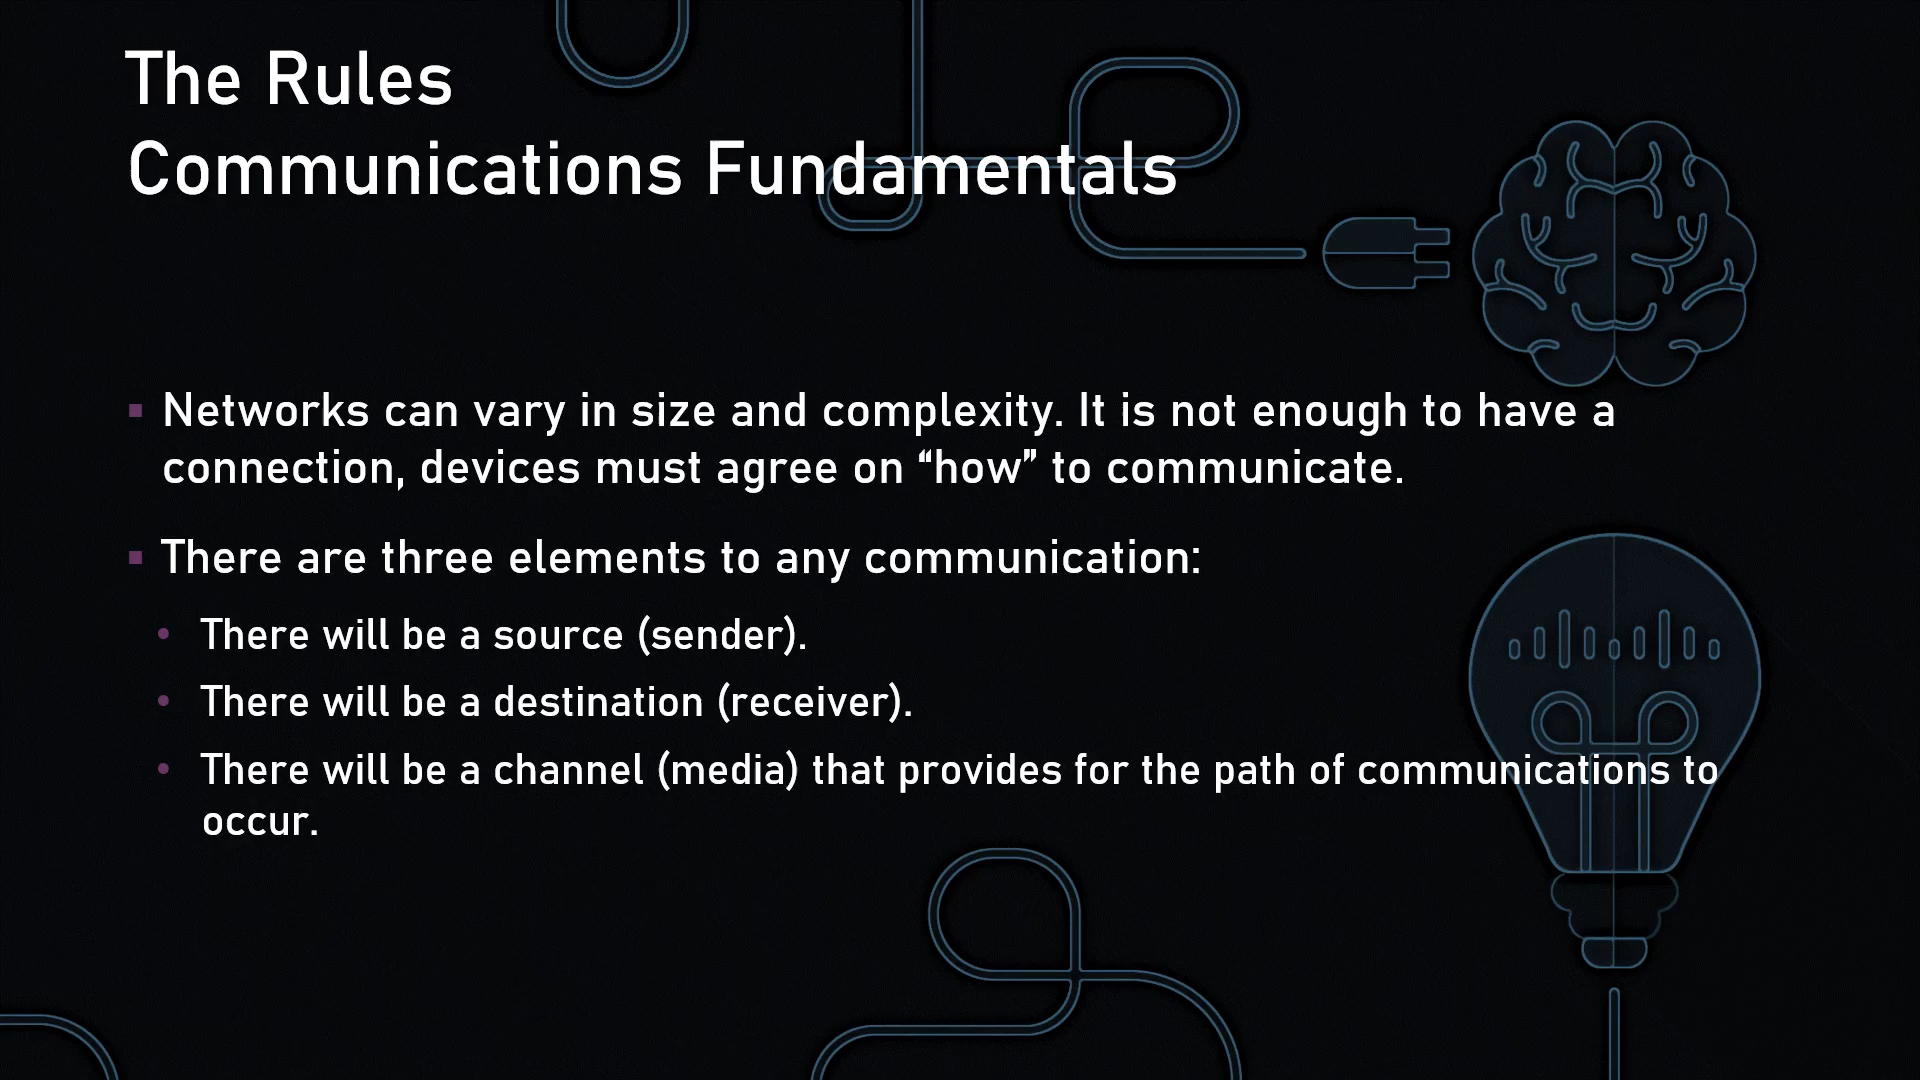 The Rules
Communications Fundamentals
▪ Networks can vary in size and complexity. It is not enough to have a
connection, devices must agree on “how” to communicate.
▪ There are three elements to any communication:
• There will be a source (sender).
• There will be a destination (receiver).
• There will be a channel (media) that provides for the path of communications to
occur.